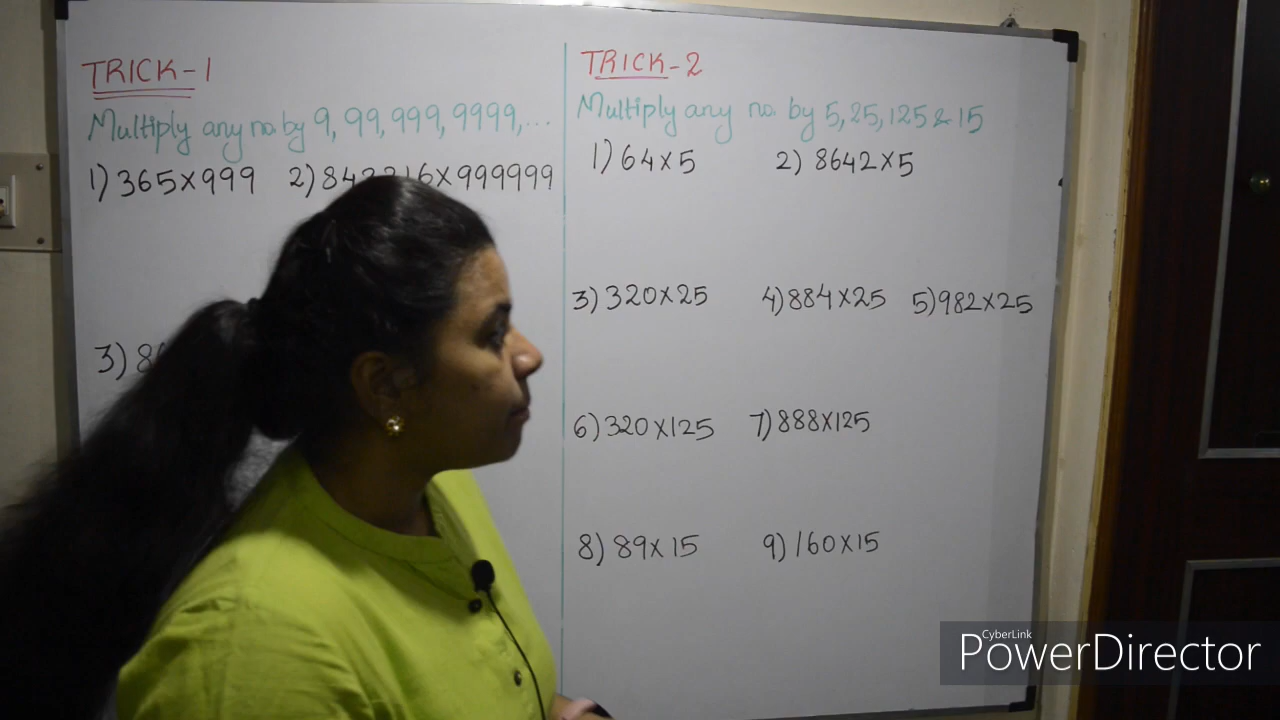 TRICK-1
Multiply any no. by 9, 99, 999, 9999, ...
1) 365×999 2) ×999999
3)
TRICK-2
Multiply any no. by 5, 25, 125 & 15
1) 64×5 2) 8642×5
3) 320×25 4) 884×25 5) 982×25
6) 320×125 7) 888×125
8) 89×15 9) 160×15
CyberLink
PowerDirector